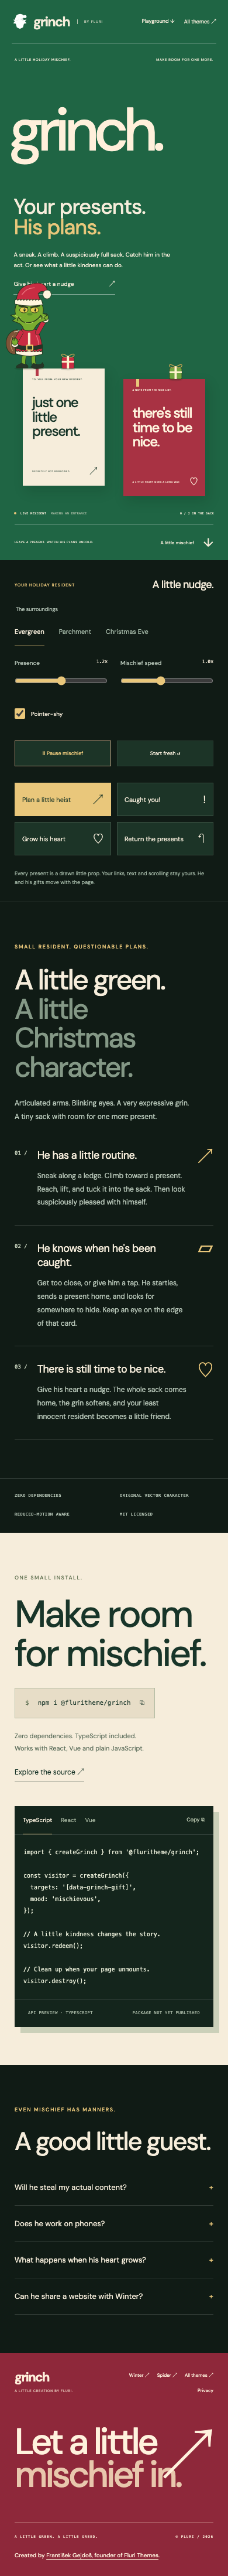 grinch
BY FLURI
Playground ↓
All themes ↗
A LITTLE HOLIDAY MISCHIEF.
MAKE ROOM FOR ONE MORE.
grinch.
Your presents.
His plans.
A sneak. A climb. A suspiciously full sack. Catch him in the
act. Or see what a little kindness can do.
a nudge
just one
little
present.
there's still
time to be
nice.
A little mischief
YOUR HOLIDAY RESIDENT
A little nudge.
The surroundings
Evergreen
Parchment
Christmas Eve
Presence
1.2×
Mischief speed
1.0×
Pointer-shy
II Pause mischief
Start fresh ↺
Plan a little heist
Caught you!
!
Grow his heart
Return the presents
Every present is a drawn little prop. Your links, text and scrolling stay yours. He
and his gifts move with the page.
SMALL RESIDENT. QUESTIONABLE PLANS.
A little green.
A little
Christmas
character.
Articulated arms. Blinking eyes. A very expressive grin.
A tiny sack with room for one more present.
01 /
He has a little routine.
Sneak along a ledge. Climb toward a present.
Reach, lift, and tuck it into the sack. Then look
suspiciously pleased with himself.
02 /
He knows when he's been
caught.
Get too close, or give him a tap. He startles,
sends a present home, and looks for
somewhere to hide. Keep an eye on the edge
of that card.
03 /
There is still time to be nice.
Give his heart a nudge. The whole sack comes
home, the grin softens, and your least
innocent resident becomes a little friend.
ZERO DEPENDENCIES
ORIGINAL VECTOR CHARACTER
REDUCED-MOTION AWARE
MIT LICENSED
ONE SMALL INSTALL.
Make room
for mischief.
$ npm i @fluritheme/grinch
Zero dependencies. TypeScript included.
Works with React, Vue and plain JavaScript.
Explore the source ↗
TypeScript
React
Vue
Copy
import { createGrinch } from '@fluritheme/grinch';
const visitor = createGrinch({
targets: '[data-grinch-gift]',
mood: 'mischievous',
});
// A little kindness changes the story.
visitor.redeem();
// Clean up when your page unmounts.
visitor.destroy();
API PREVIEW · TYPESCRIPT
PACKAGE NOT YET PUBLISHED
EVEN MISCHIEF HAS MANNERS.
A good little guest.
Will he steal my actual content?
+
Does he work on phones?
+
What happens when his heart grows?
+
Can he share a website with Winter?
+
grinch
A LITTLE CREATION BY FLURI
Winter ↗
Spider ↗
All themes ↗
Privacy
Let a little
mischief in.
A LITTLE GREEN. A LITTLE GREED.
© FLURI / 2026
Created by František Gejdoš, founder of Fluri Themes.